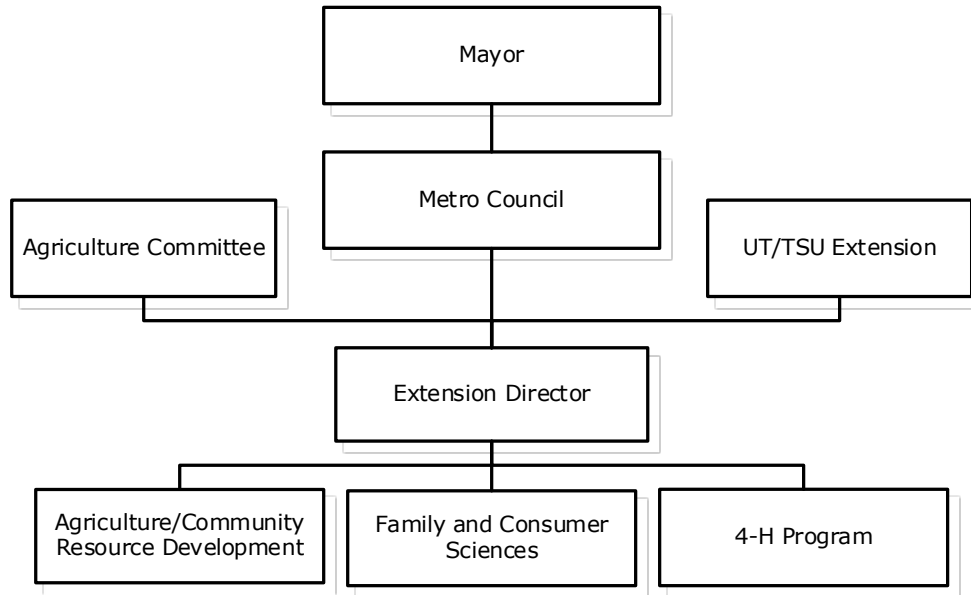 Mayor
Metro Council
Agriculture Committee
UT/TSU Extension
Extension Director
Agriculture/Community
Resource Development
Family and Consumer
Sciences
4-H Program